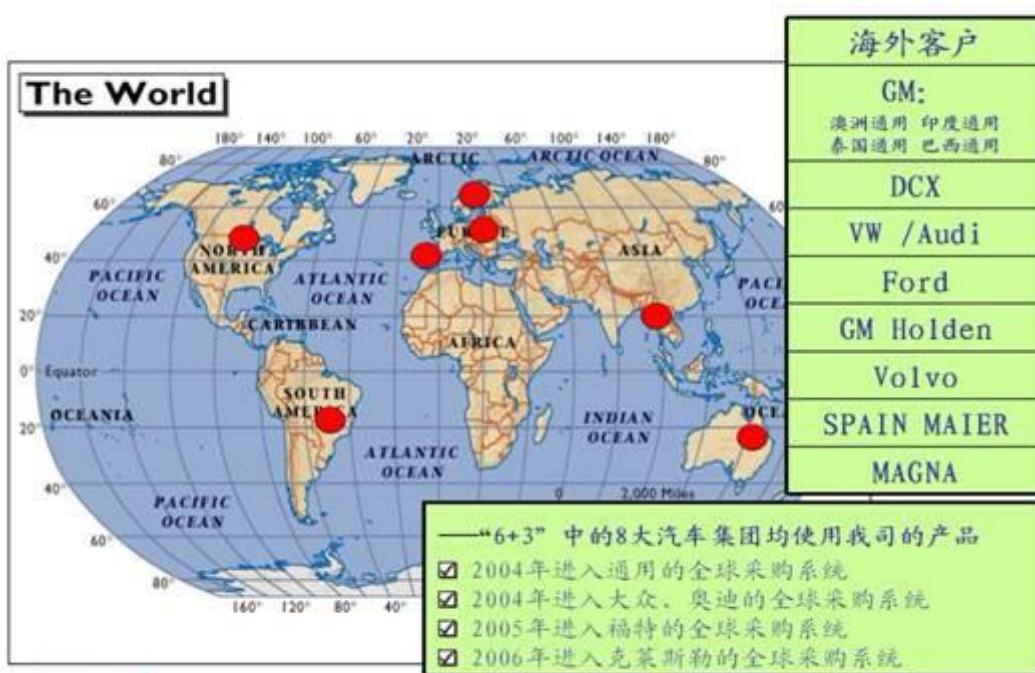 海外客户
The World
GM:
澳洲通用 印度通用
泰国通用 巴西通用
DCX
VW /Audi
Ford
GM Holden
Volvo
SPAIN MAIER
MAGNA
180° 140° 100° 60° 20° 20° 60° 100° 140° 180°
80° ARCTIC ARCTIC OCEAN 80°
60° 60
NORTH AMERICA
EUROPE
ASIA
40° 40°
PACIFIC OCEAN
ATLANTIC OCEAN
20°
CARIBBEAN
AFRICA
0° Equator
SOUTH AMERICA
OCEANIA
INDIAN OCEAN
20° 20°
ATLANTIC OCEAN
40° 40°
0 2,000 Miles
PACIFIC OCEAN
60°
80°
160° 120° 80° 40°
——“6+3”中的8大汽车集团均使用我司的产品
☑ 2004年进入通用的全球采购系统
☑ 2004年进入大众、奥迪的全球采购系统
☑ 2005年进入福特的全球采购系统
☑ 2006年进入克莱斯勒的全球采购系统